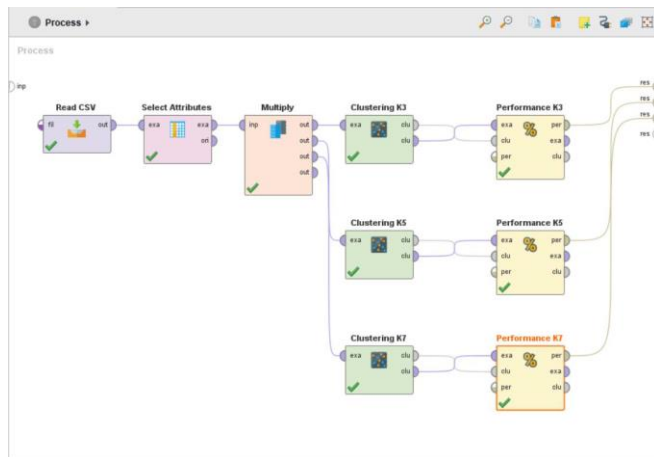 Process
Process
inp
res
res
res
res
Read CSV
fil out
Select Attributes
exa exa
ori
Multiply
inp out
out
out
out
Clustering K3
exa clu
clu
Performance K3
exa per
clu exa
per clu
Clustering K5
exa clu
clu
Performance K5
exa per
clu exa
per clu
Clustering K7
exa clu
clu
Performance K7
exa per
clu exa
per clu